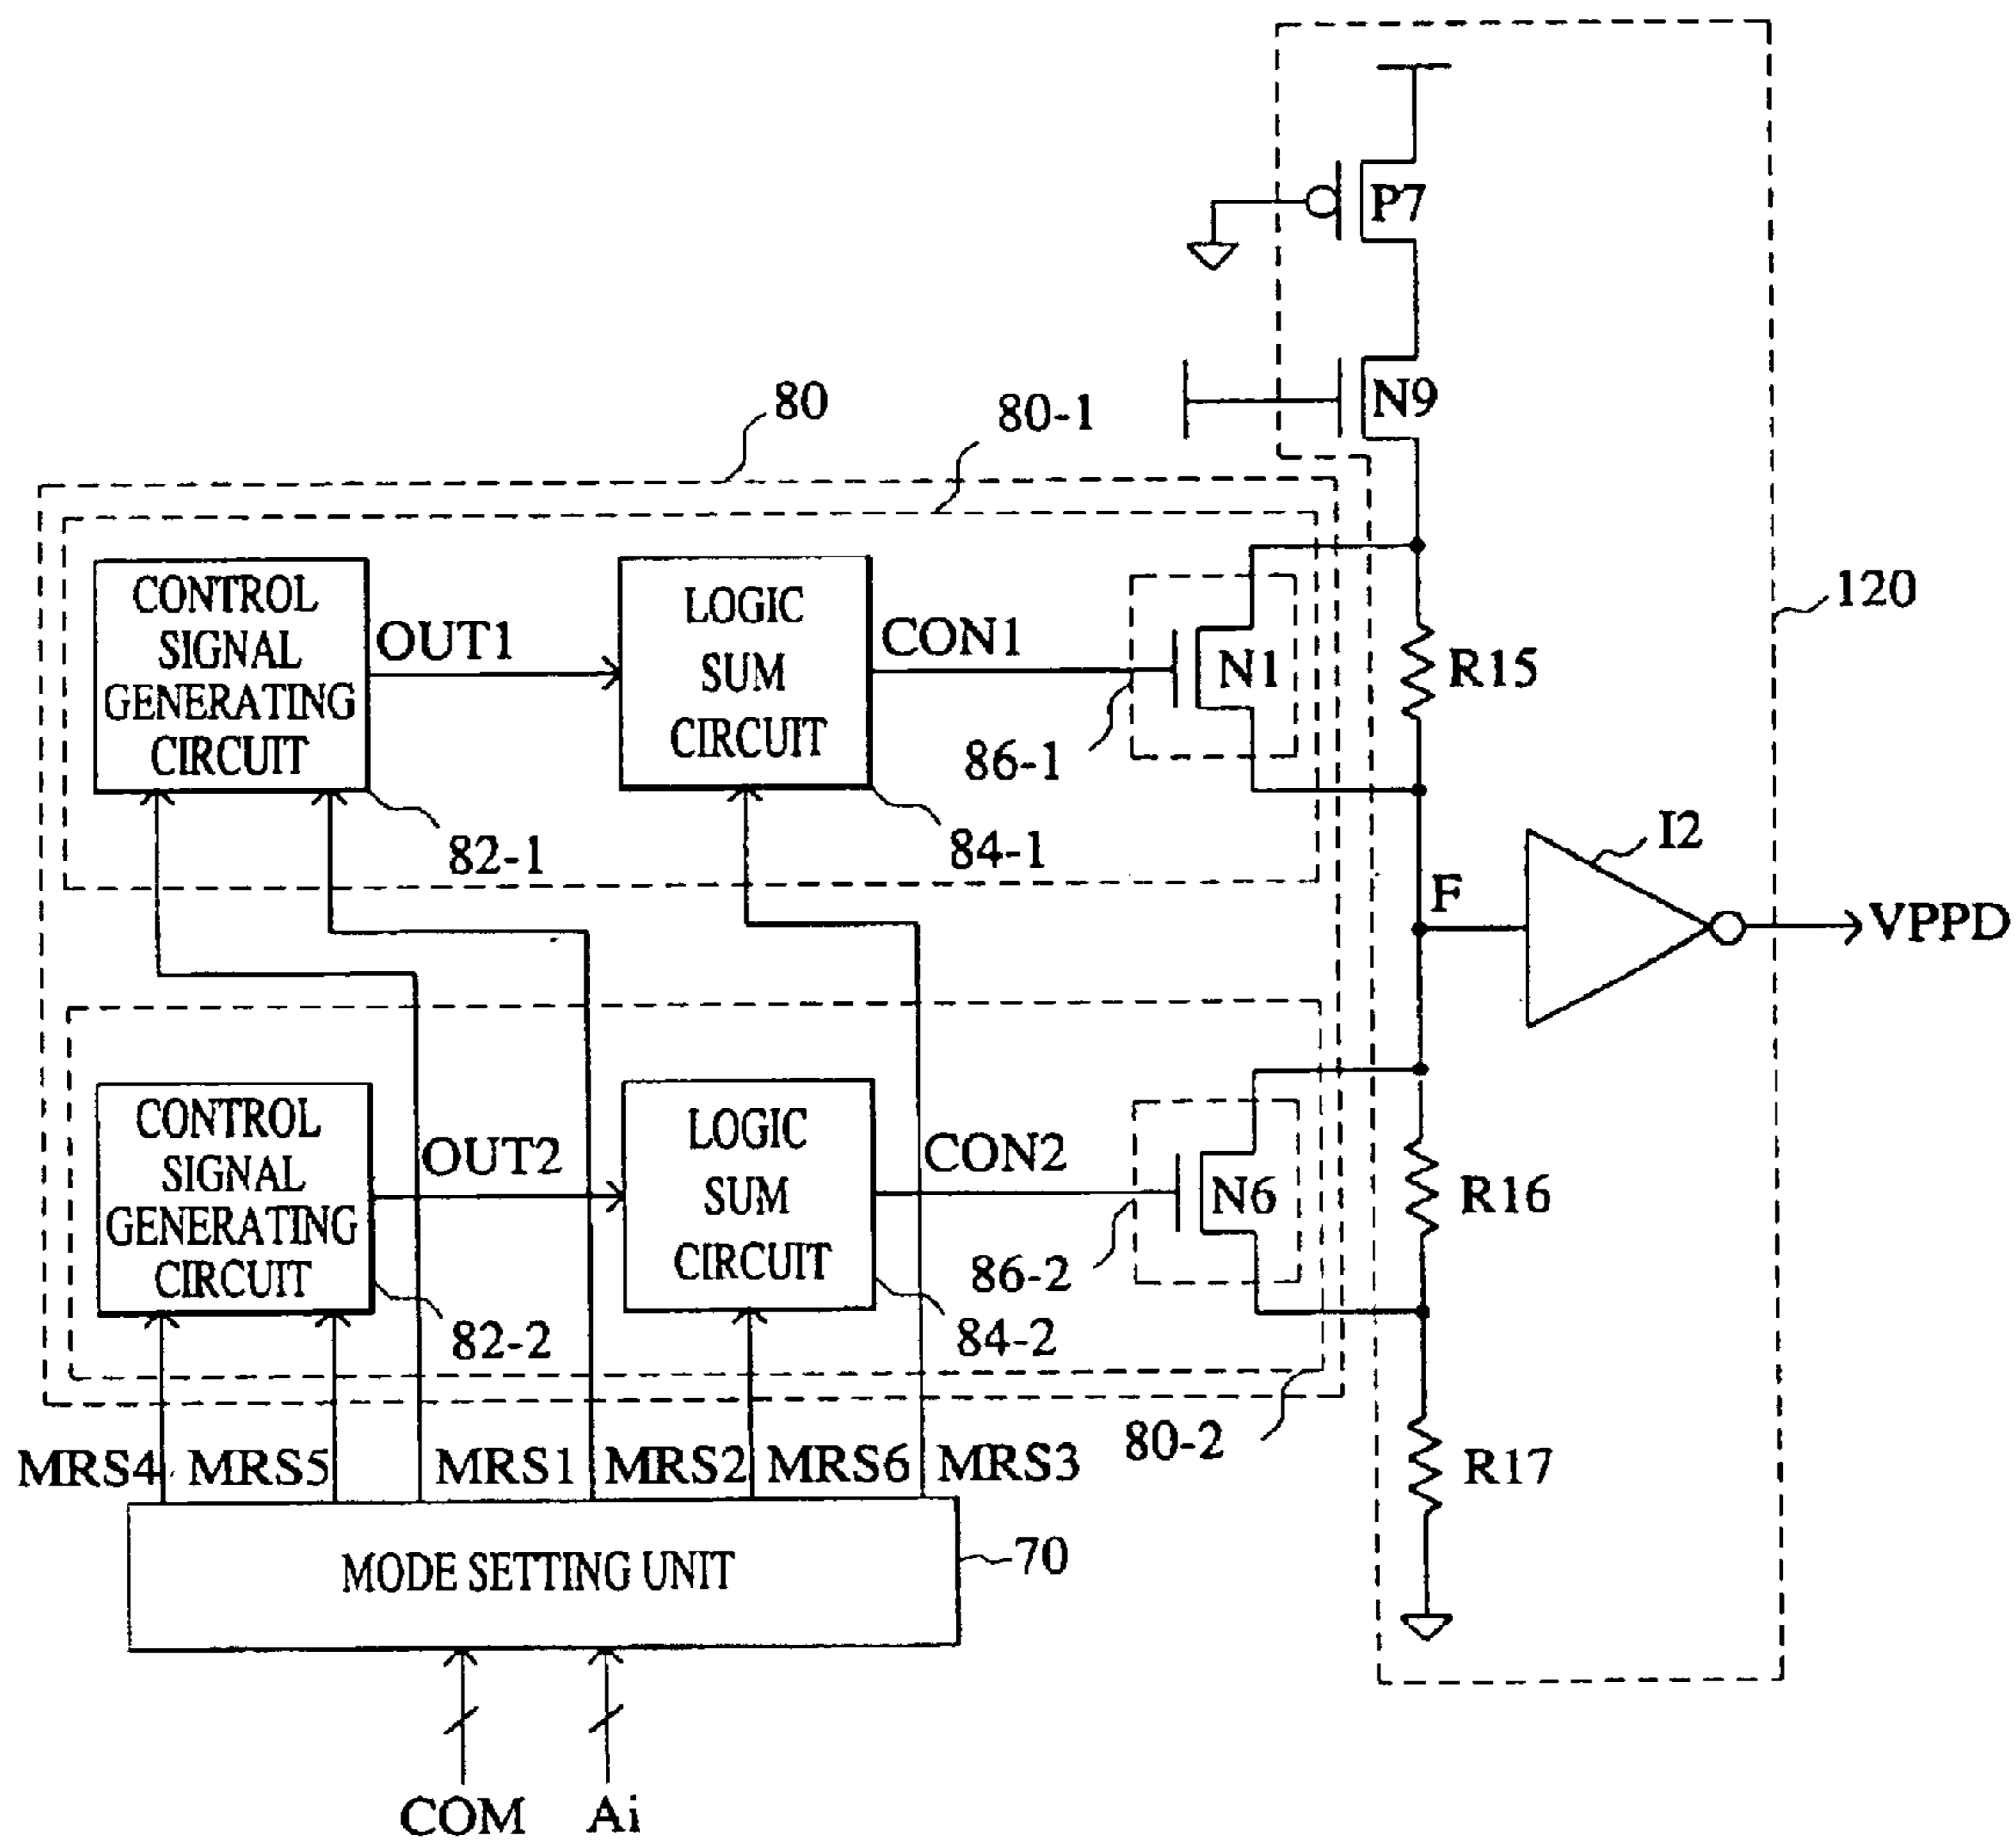 P7
N9
80
80-1
CONTROL
SIGNAL
GENERATING
CIRCUIT
OUT1
LOGIC
SUM
CIRCUIT
CON1
N1
R15
120
86-1
82-1
84-1
I2
F
VPPD
CONTROL
SIGNAL
GENERATING
CIRCUIT
OUT2
LOGIC
SUM
CIRCUIT
CON2
N6
R16
86-2
82-2
84-2
80-2
MRS4 MRS5 MRS1 MRS2 MRS6 MRS3
R17
MODE SETTING UNIT
70
COM Ai